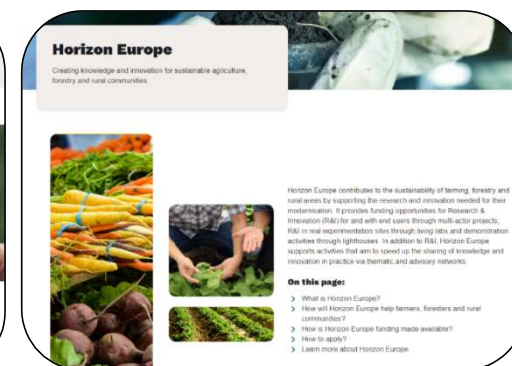 Horizon Europe
Creating knowledge and innovation for sustainable agriculture,
forestry and rural communities
Horizon Europe contributes to the sustainability of farming, forestry and
rural areas by supporting the research and innovation needed for their
modernisation. It provides funding opportunities for Research &
Innovation (R&I) for and with end users through multi-actor projects,
R&I in real experimentation sites through living labs and demonstration
activities through lighthouses. In addition to R&I, Horizon Europe
supports activities that aim to speed up the sharing of knowledge and
innovation in practice via thematic and advisory networks.
On this page:
What is Horizon Europe?
How will Horizon Europe help farmers, foresters and rural
communities?
How is Horizon Europe funding made available?
How to apply?
Learn more about Horizon Europe